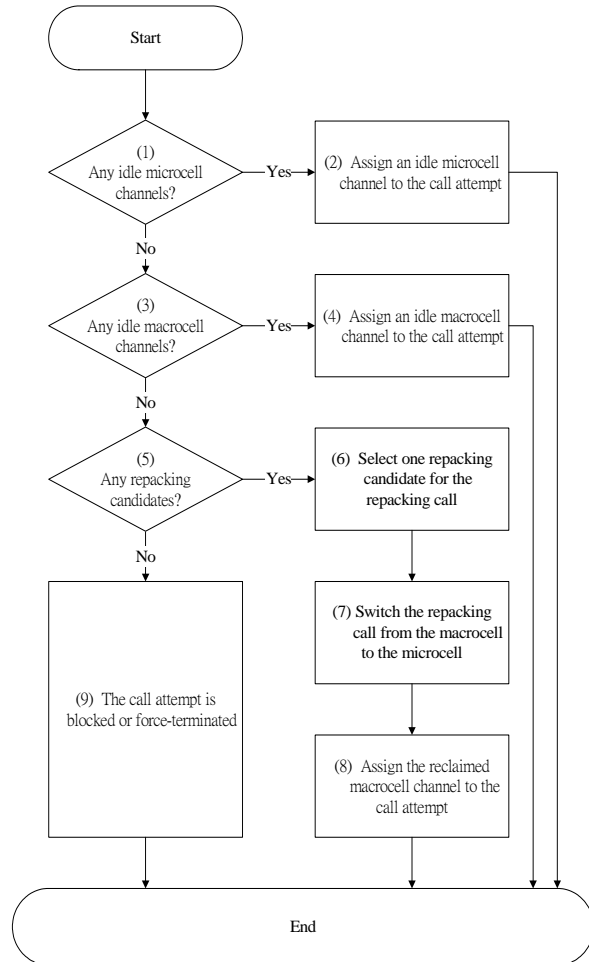 Start
(1)
Any idle microcell
channels?
Yes
(2) Assign an idle microcell
channel to the call attempt
No
(3)
Any idle macrocell
channels?
Yes
(4) Assign an idle macrocell
channel to the call attempt
No
(5)
Any repacking
candidates?
Yes
(6) Select one repacking
candidate for the
repacking call
No
(7) Switch the repacking
call from the macrocell
to the microcell
(9) The call attempt is
blocked or force-terminated
(8) Assign the reclaimed
macrocell channel to the
call attempt
End